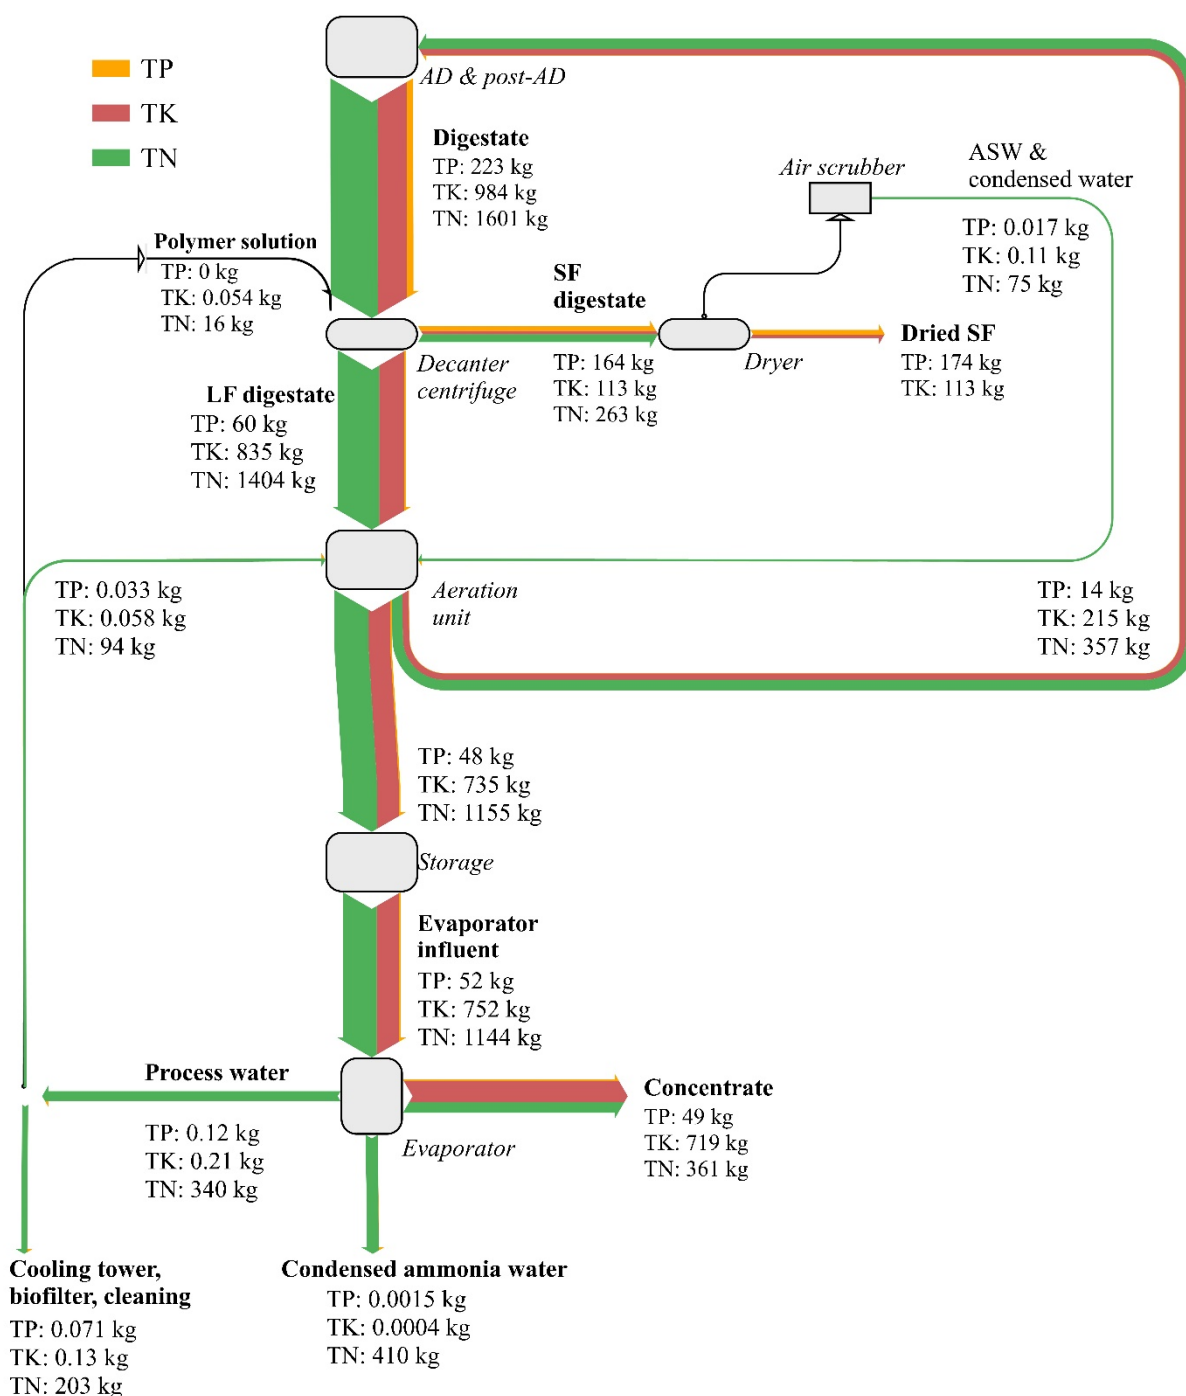 TP
TK
TN
AD & post-AD
Digestate
TP: 223 kg
TK: 984 kg
TN: 1601 kg
Air scrubber
ASW &
condensed water
TP: 0.017 kg
TK: 0.11 kg
TN: 75 kg
Polymer solution
TP: 0 kg
TK: 0.054 kg
TN: 16 kg
SF
digestate
TP: 164 kg
TK: 113 kg
TN: 263 kg
Dryer
Dried SF
TP: 174 kg
TK: 113 kg
Decanter
centrifuge
LF digestate
TP: 60 kg
TK: 835 kg
TN: 1404 kg
TP: 0.033 kg
TK: 0.058 kg
TN: 94 kg
Aeration
unit
TP: 14 kg
TK: 215 kg
TN: 357 kg
TP: 48 kg
TK: 735 kg
TN: 1155 kg
Storage
Evaporator
influent
TP: 52 kg
TK: 752 kg
TN: 1144 kg
Process water
TP: 0.12 kg
TK: 0.21 kg
TN: 340 kg
Evaporator
Concentrate
TP: 49 kg
TK: 719 kg
TN: 361 kg
Cooling tower,
biofilter, cleaning
TP: 0.071 kg
TK: 0.13 kg
TN: 203 kg
Condensed ammonia water
TP: 0.0015 kg
TK: 0.0004 kg
TN: 410 kg